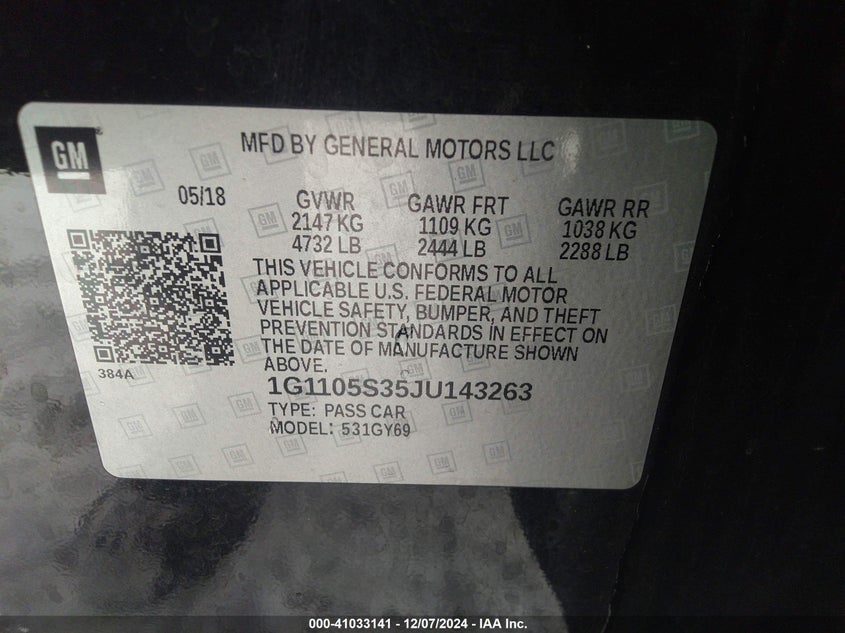 GM
MFD BY GENERAL MOTORS LLC
05/18
GVWR
2147 KG
4732 LB
GAWR FRT
1109 KG
2444 LB
GAWR RR
1038 KG
2288 LB
THIS VEHICLE CONFORMS TO ALL
APPLICABLE U.S. FEDERAL MOTOR
VEHICLE SAFETY, BUMPER, AND THEFT
PREVENTION STANDARDS IN EFFECT ON
THE DATE OF MANUFACTURE SHOWN
ABOVE.
384A
1G1105S35JU143263
TYPE: PASS CAR
MODEL: 531GY69
000-41033141 - 12/07/2024 - IAA Inc.